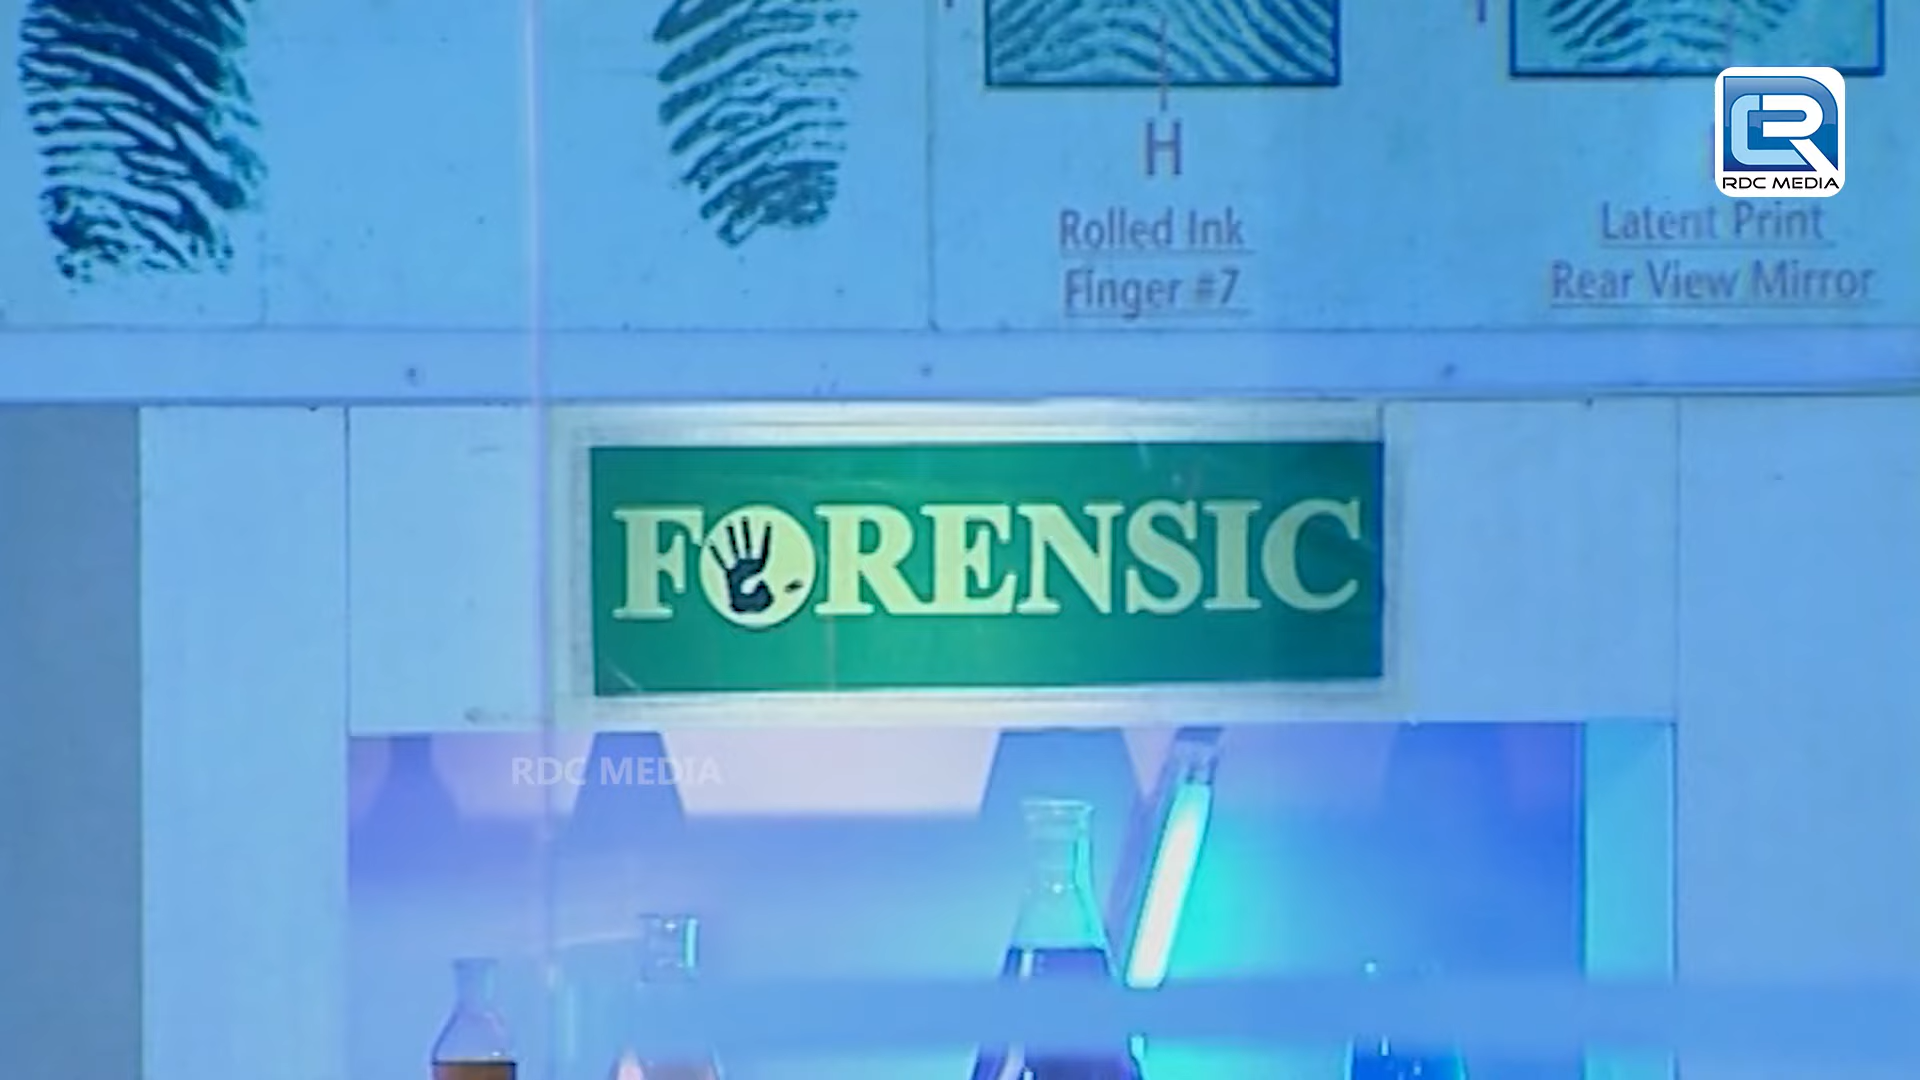 H
Rolled Ink
Finger #7
Latent Print
Rear View Mirror
RDC MEDIA
FORENSIC
RDC MEDIA